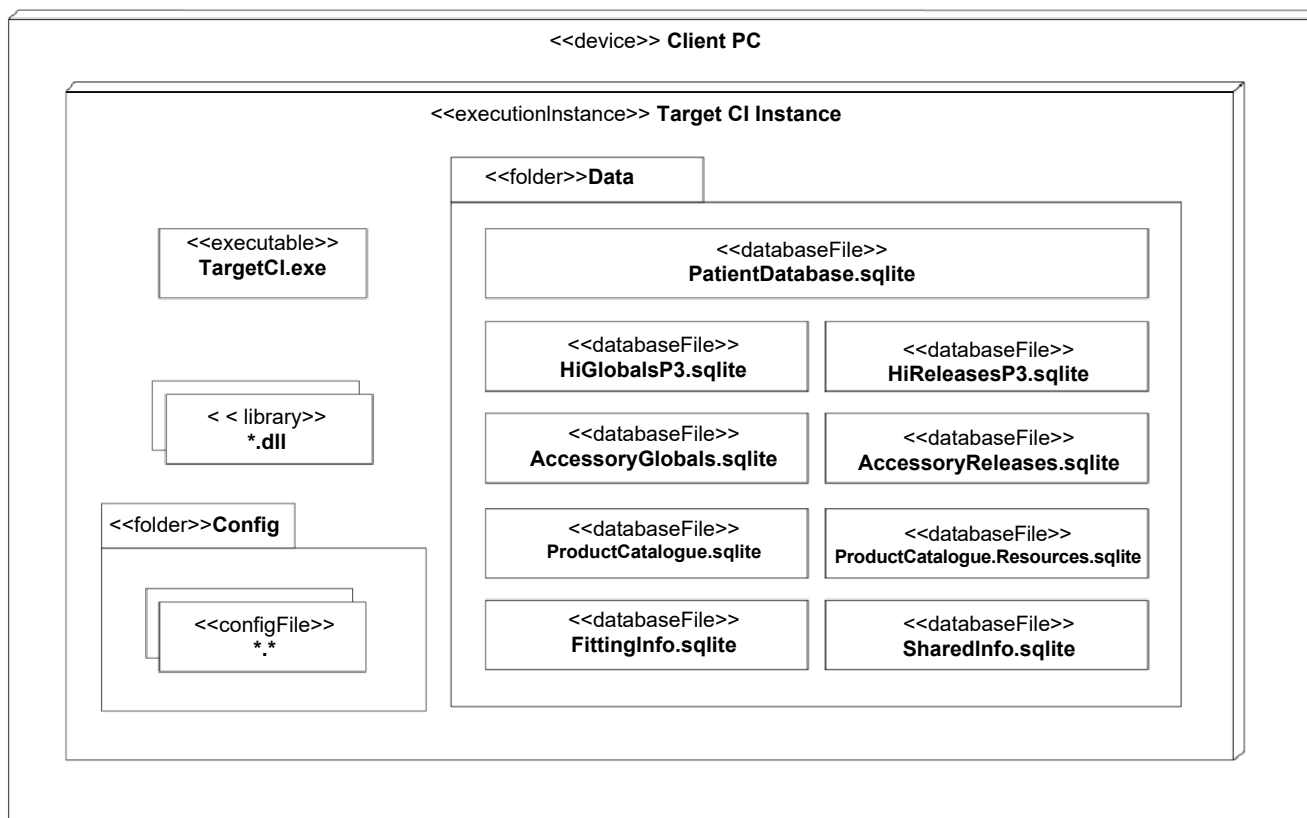 <<device>> Client PC
<<executionInstance>> Target CI Instance
<<folder>>Data
<<executable>>
TargetCI.exe
<<databaseFile>>
PatientDatabase.sqlite
<<databaseFile>>
HiGlobalsP3.sqlite
<<databaseFile>>
HiReleasesP3.sqlite
< < library>>
*.dll
<<databaseFile>>
AccessoryGlobals.sqlite
<<databaseFile>>
AccessoryReleases.sqlite
<<folder>>Config
<<databaseFile>>
ProductCatalogue.sqlite
<<databaseFile>>
ProductCatalogue.Resources.sqlite
<<configFile>>
*.*
<<databaseFile>>
FittingInfo.sqlite
<<databaseFile>>
SharedInfo.sqlite